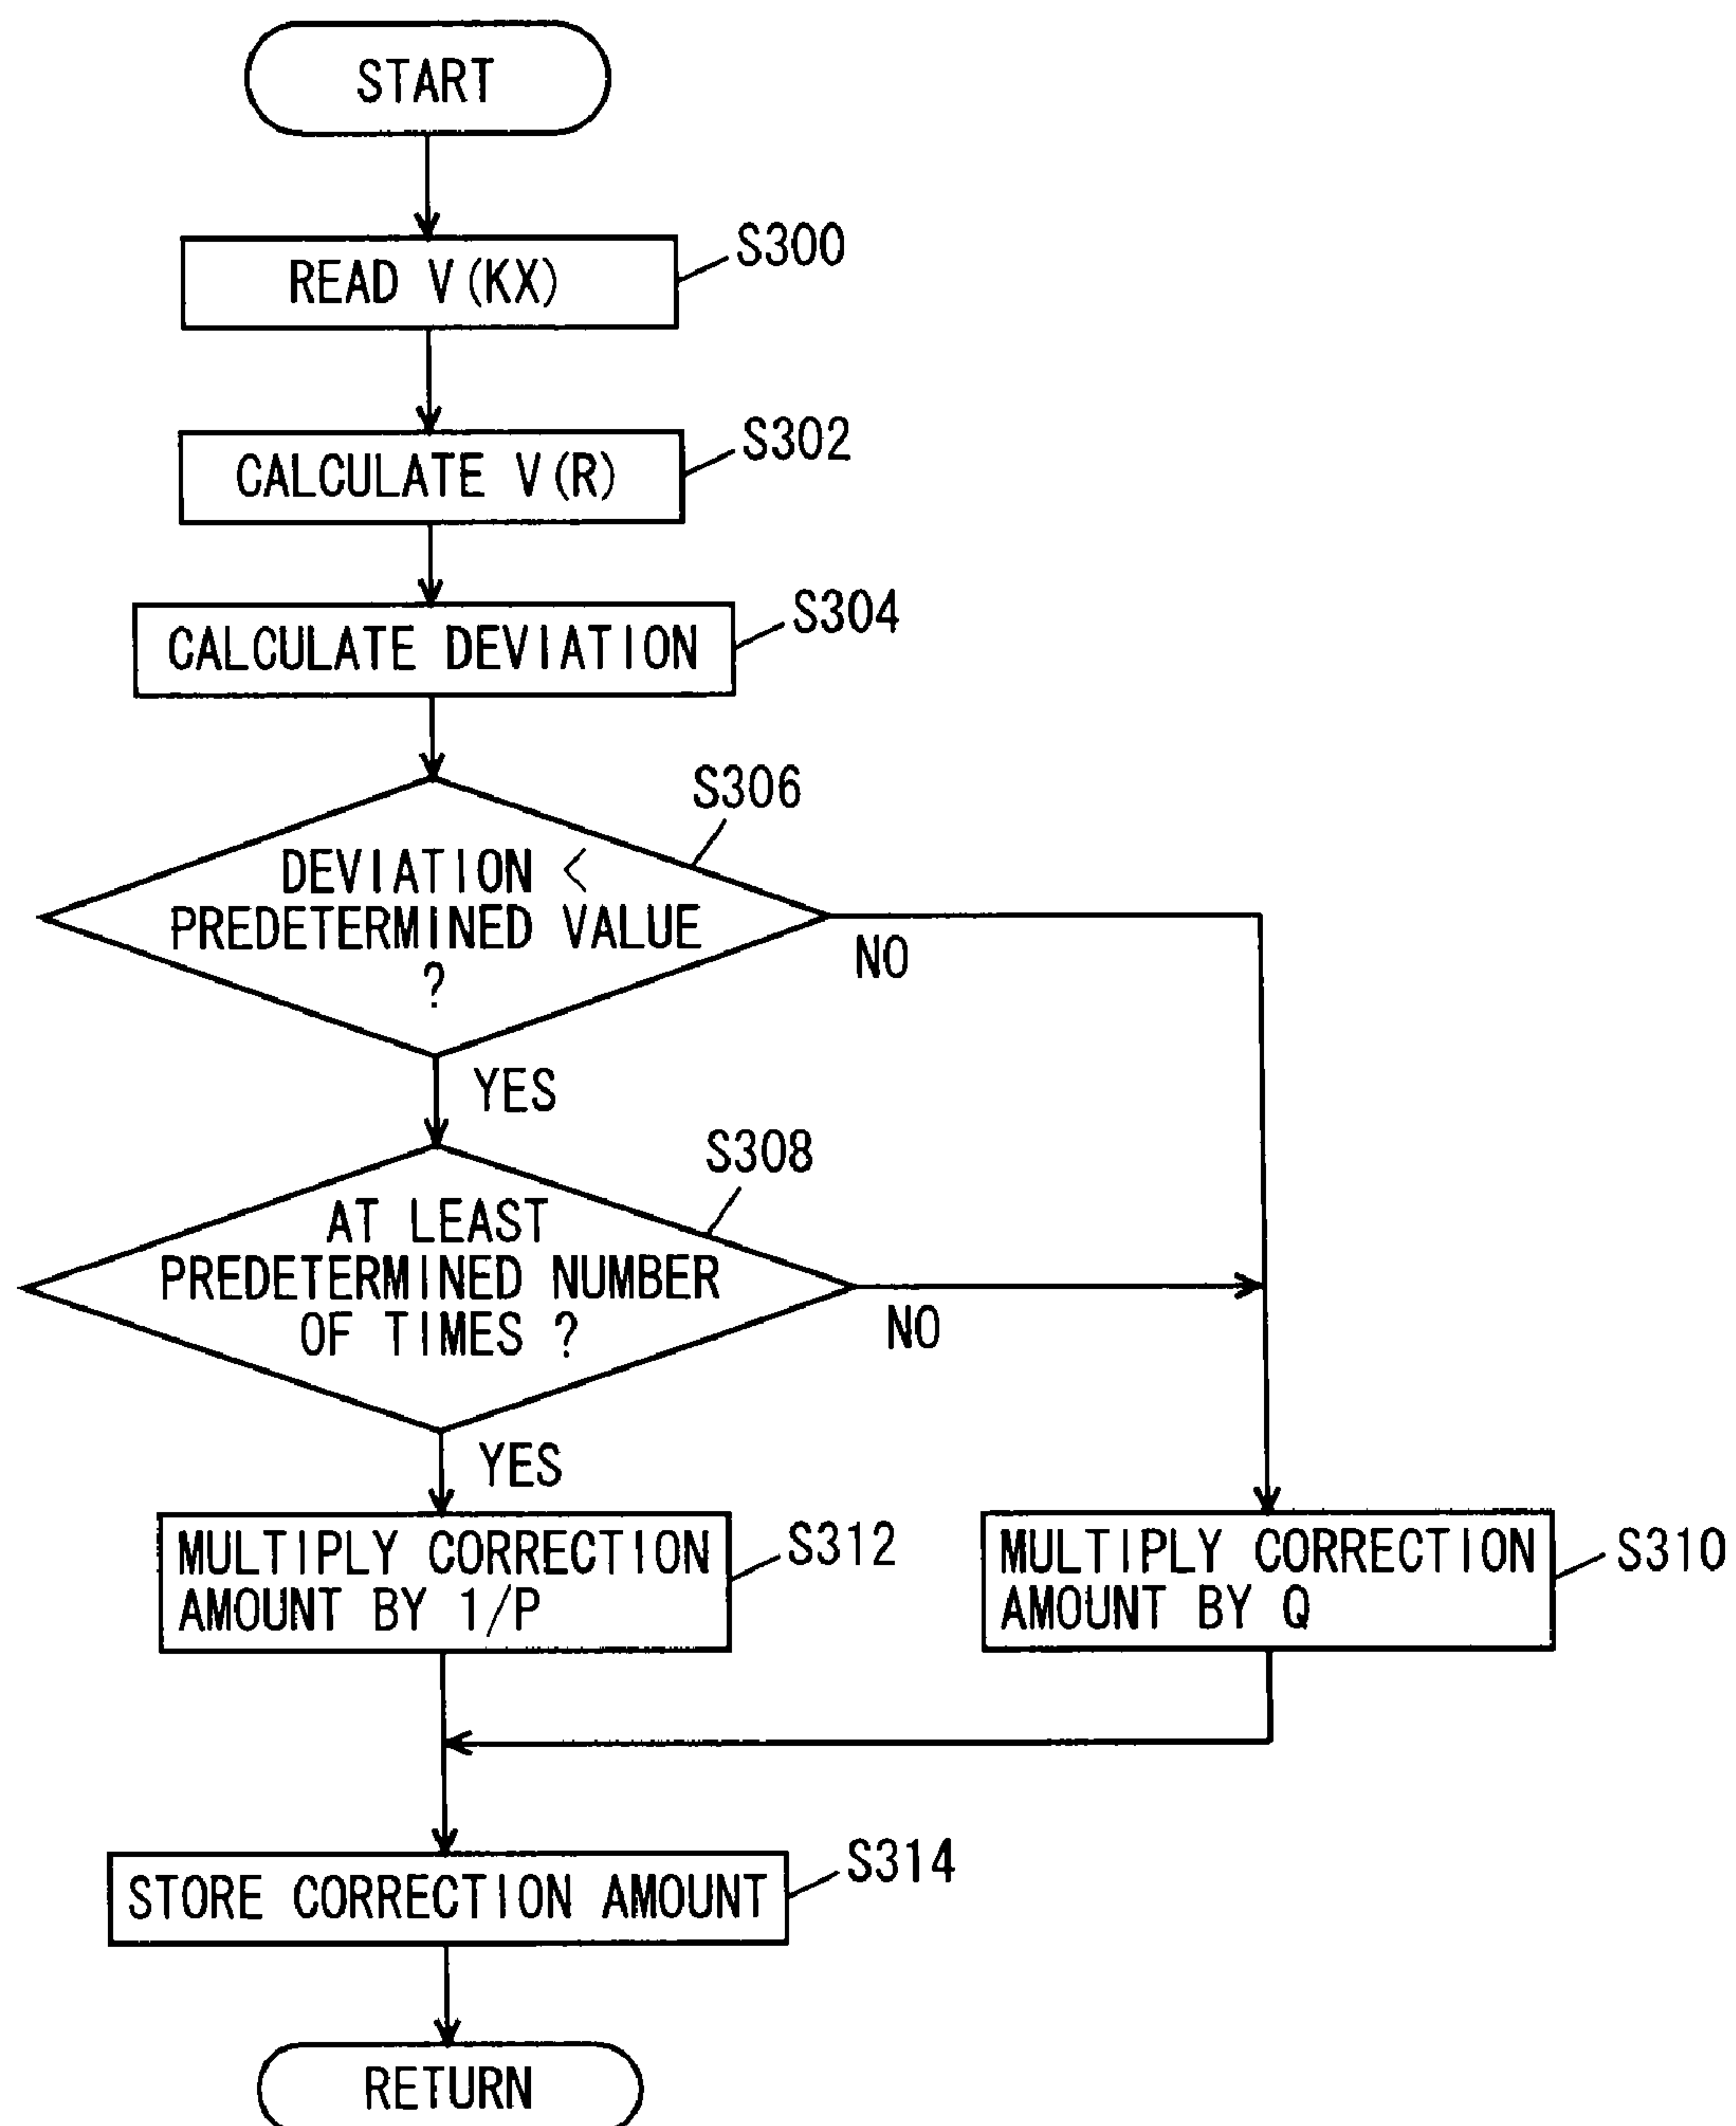 START
READ V(KX)
S300
CALCULATE V(R)
S302
CALCULATE DEVIATION
S304
S306
DEVIATION <
PREDETERMINED VALUE
?
NO
YES
S308
AT LEAST
PREDETERMINED NUMBER
OF TIMES ?
NO
YES
MULTIPLY CORRECTION
AMOUNT BY 1/P
S312
MULTIPLY CORRECTION
AMOUNT BY Q
S310
STORE CORRECTION AMOUNT
S314
RETURN